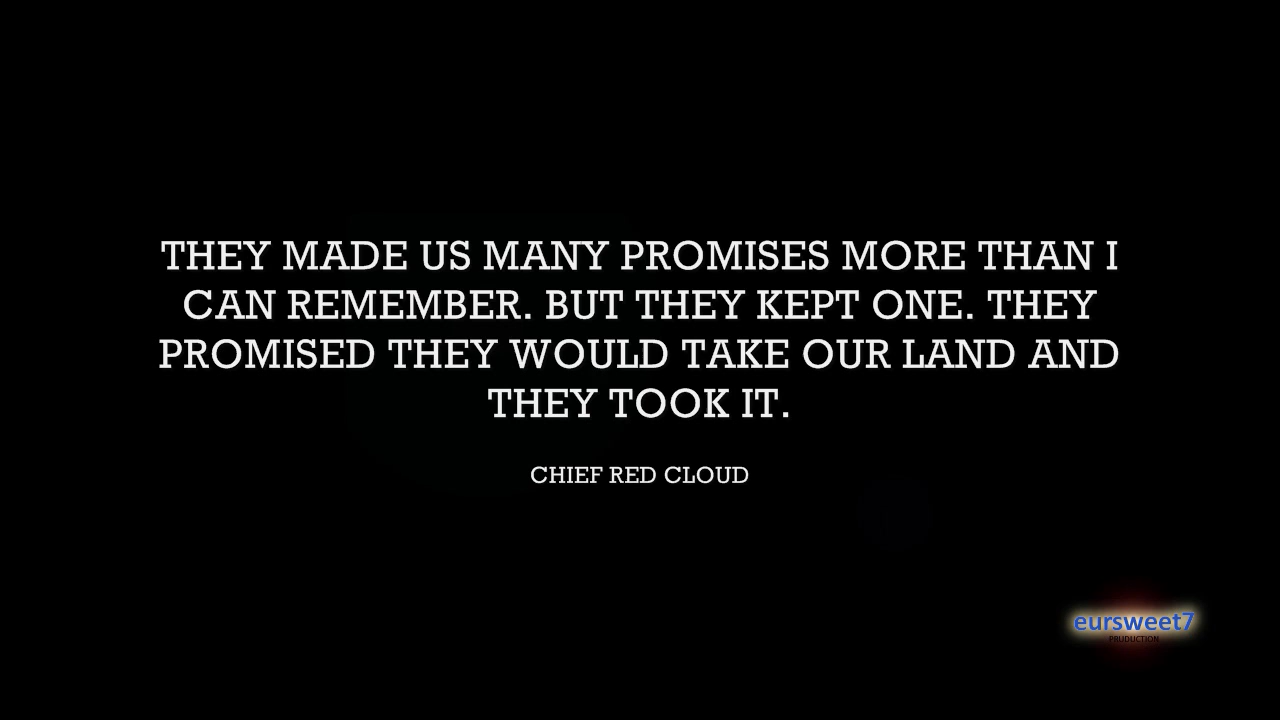 THEY MADE US MANY PROMISES MORE THAN I
CAN REMEMBER. BUT THEY KEPT ONE. THEY
PROMISED THEY WOULD TAKE OUR LAND AND
THEY TOOK IT.
CHIEF RED CLOUD
eursweet7
PRUDUCTION